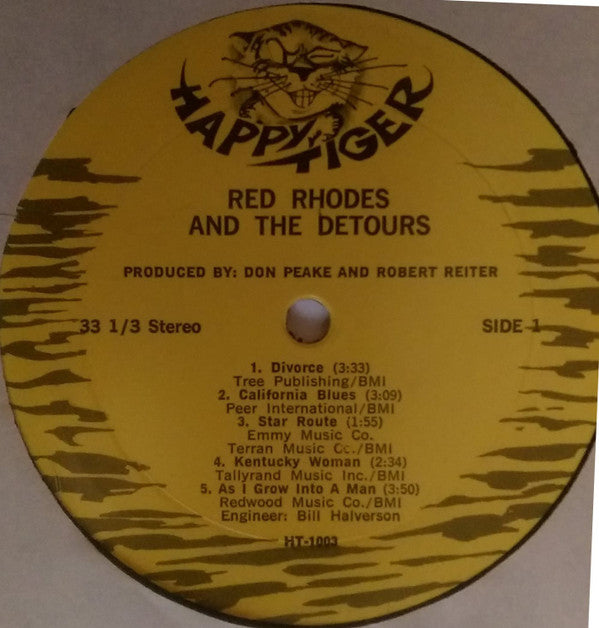 HAPPY TIGER
RED RHODES
AND THE DETOURS
PRODUCED BY: DON PEAKE AND ROBERT REITER
33 1/3 Stereo
SIDE 1
1. Divorce (3:33)
Tree Publishing/BMI
2. California Blues (3:09)
Peer International/BMI
3. Star Route (1:55)
Emmy Music Co.
Terran Music Cc./BMI
4. Kentucky Woman (2:34)
Tallyrand Music Inc./BMI
5. As I Grow Into A Man (3:50)
Redwood Music Co./BMI
Engineer: Bill Halverson
HT-1003